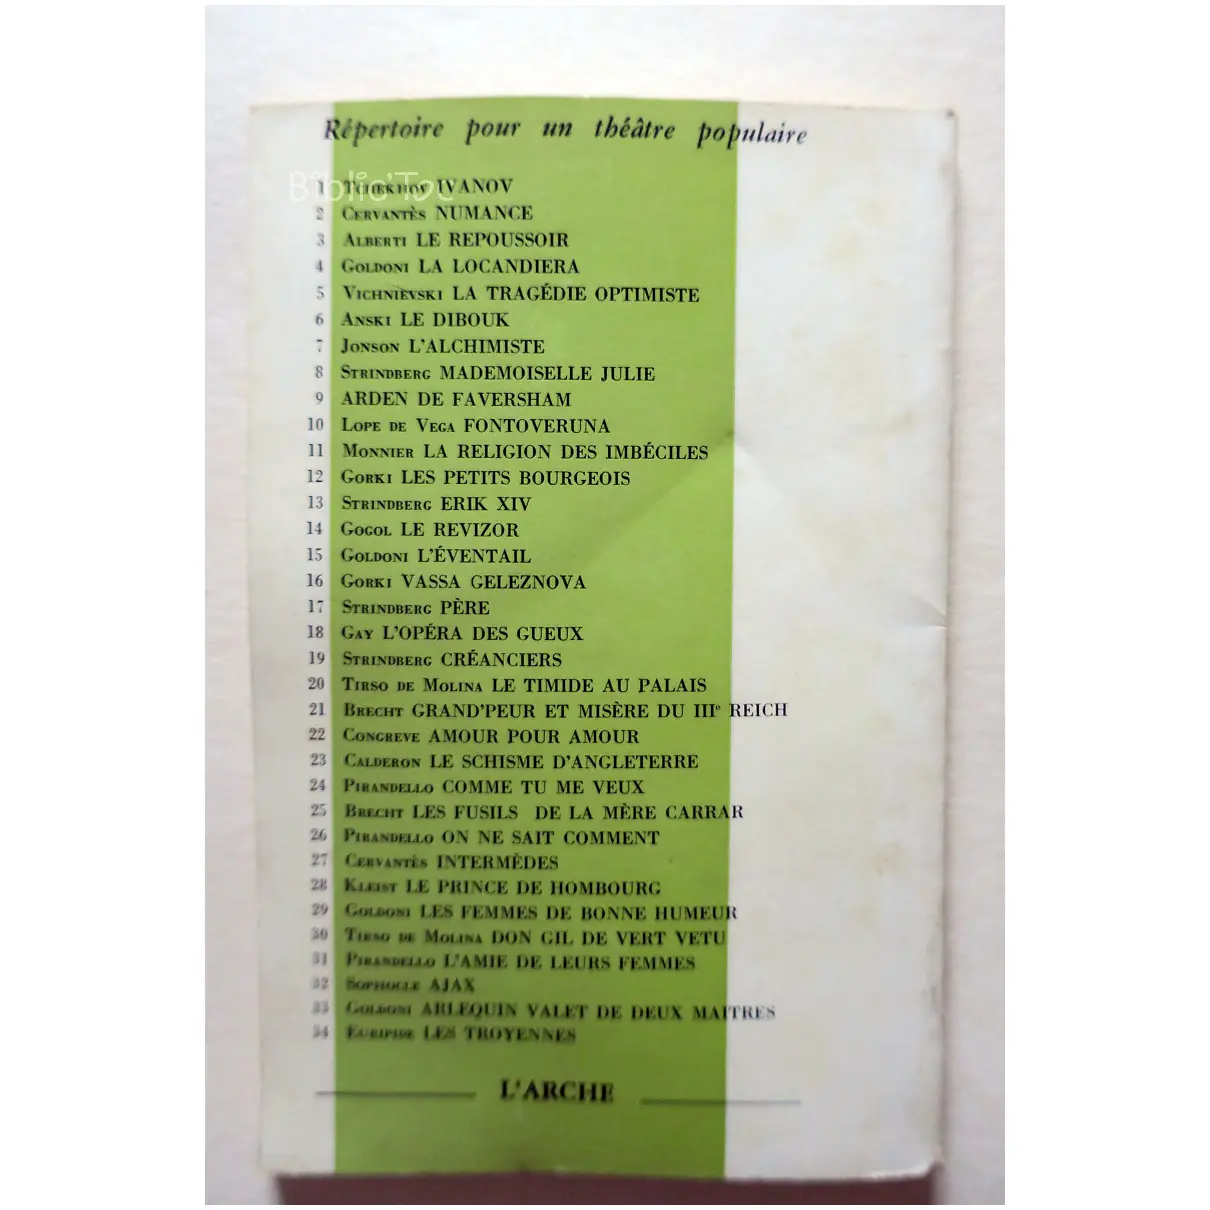 Répertoire pour un théâtre populaire
Biblio'Toc
1 Tchekhov IVANOV
2 Cervantès NUMANCE
3 Alberti LE REPOUSSOIR
4 Goldoni LA LOCANDIERA
5 Vichnievski LA TRAGÉDIE OPTIMISTE
6 Anski LE DIBOUK
7 Jonson L'ALCHIMISTE
8 Strindberg MADEMOISELLE JULIE
9 ARDEN DE FAVERSHAM
10 Lope de Vega FONTOVERUNA
11 Monnier LA RELIGION DES IMBÉCILES
12 Gorki LES PETITS BOURGEOIS
13 Strindberg ERIK XIV
14 Gogol LE REVIZOR
15 Goldoni L'ÉVENTAIL
16 Gorki VASSA GELEZNOVA
17 Strindberg PÈRE
18 Gay L'OPÉRA DES GUEUX
19 Strindberg CRÉANCIERS
20 Tirso de Molina LE TIMIDE AU PALAIS
21 Brecht GRAND'PEUR ET MISÈRE DU IIIe REICH
22 Congreve AMOUR POUR AMOUR
23 Calderon LE SCHISME D'ANGLETERRE
24 Pirandello COMME TU ME VEUX
25 Brecht LES FUSILS DE LA MÈRE CARRAR
26 Pirandello ON NE SAIT COMMENT
27 Cervantès INTERMÈDES
28 Kleist LE PRINCE DE HOMBOURG
29 Goldoni LES FEMMES DE BONNE HUMEUR
30 Tirso de Molina DON GIL DE VERT VETU
31 Pirandello L'AMIE DE LEURS FEMMES
32 Sophocle AJAX
33 Goldoni ARLEQUIN VALET DE DEUX MAITRES
34 Euripide LES TROYENNES
L'ARCHE